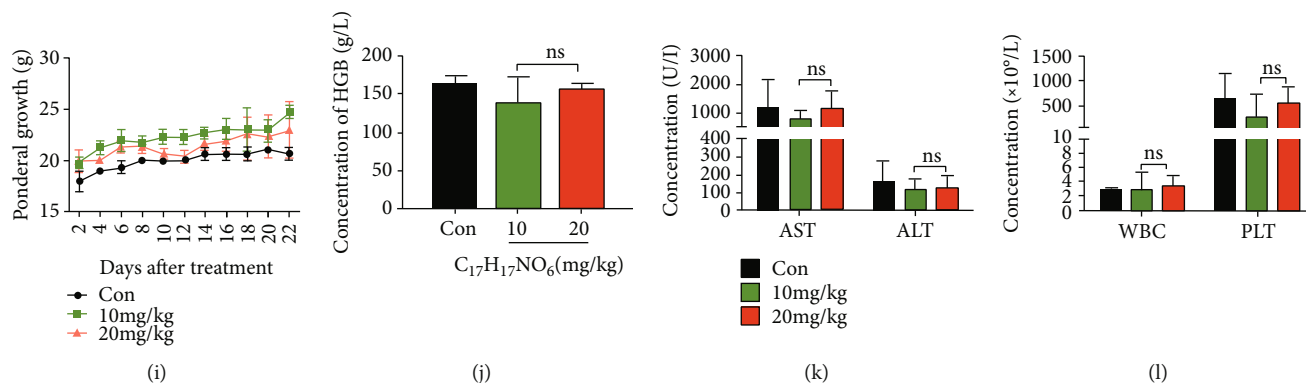 Ponderal growth (g)
30
25
20
15
2 4 6 8 10 12 14 16 18 20 22
Days after treatment
Con
10mg/kg
20mg/kg
(i)
Concentration of HGB (g/L)
200
150
100
50
0
ns
Con 10 20
C₁₇H₁₇NO₆(mg/kg)
(j)
Concentration (U/I)
3000
2000
1000
400
300
200
100
0
ns
ns
AST ALT
Con
10mg/kg
20mg/kg
(k)
Concentration (×10⁹/L)
1500
1000
500
10
8
6
4
2
0
ns
ns
WBC PLT
(l)